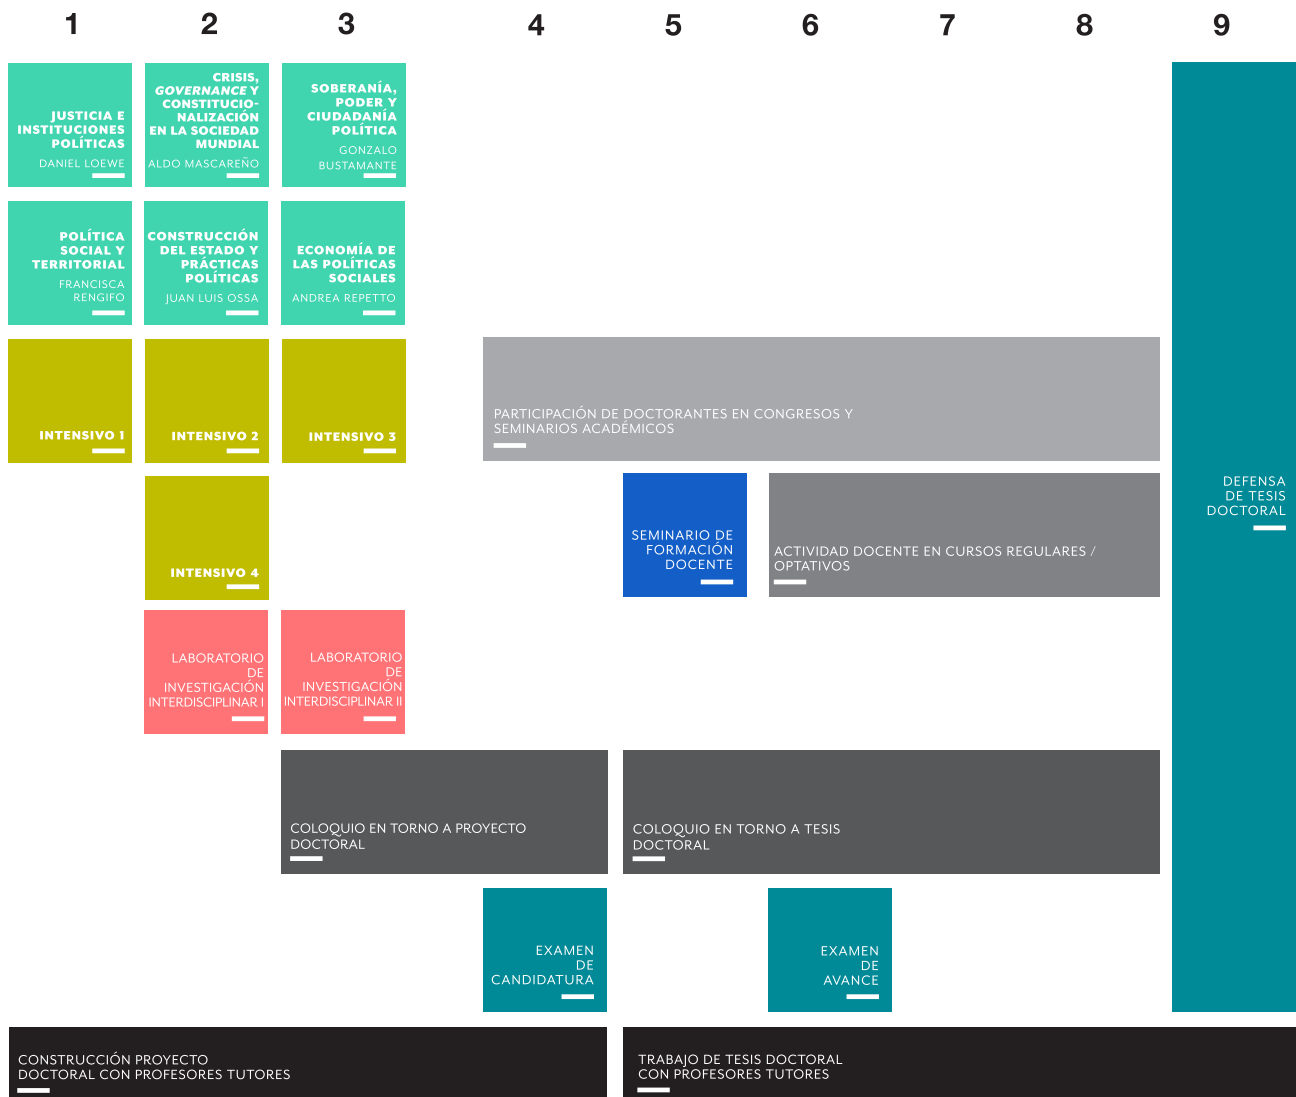 1 2 3 4 5 6 7 8 9
JUSTICIA E
INSTITUCIONES
POLÍTICAS
DANIEL LOEWE
CRISIS,
GOVERNANCE Y
CONSTITUCIO-
NALIZACIÓN
EN LA SOCIEDAD
MUNDIAL
ALDO MASCAREÑO
SOBERANÍA,
PODER Y
CIUDADANÍA
POLÍTICA
GONZALO
BUSTAMANTE
POLÍTICA
SOCIAL Y
TERRITORIAL
FRANCISCA
RENGIFO
CONSTRUCCIÓN
DEL ESTADO Y
PRÁCTICAS
POLÍTICAS
JUAN LUIS OSSA
ECONOMÍA DE
LAS POLÍTICAS
SOCIALES
ANDREA REPETTO
INTENSIVO 1
INTENSIVO 2
INTENSIVO 3
PARTICIPACIÓN DE DOCTORANTES EN CONGRESOS Y
SEMINARIOS ACADÉMICOS
DEFENSA
DE TESIS
DOCTORAL
INTENSIVO 4
SEMINARIO DE
FORMACIÓN
DOCENTE
ACTIVIDAD DOCENTE EN CURSOS REGULARES /
OPTATIVOS
LABORATORIO
DE
INVESTIGACIÓN
INTERDISCIPLINAR I
LABORATORIO
DE
INVESTIGACIÓN
INTERDISCIPLINAR II
COLOQUIO EN TORNO A PROYECTO
DOCTORAL
COLOQUIO EN TORNO A TESIS
DOCTORAL
EXAMEN
DE
CANDIDATURA
EXAMEN
DE
AVANCE
CONSTRUCCIÓN PROYECTO
DOCTORAL CON PROFESORES TUTORES
TRABAJO DE TESIS DOCTORAL
CON PROFESORES TUTORES